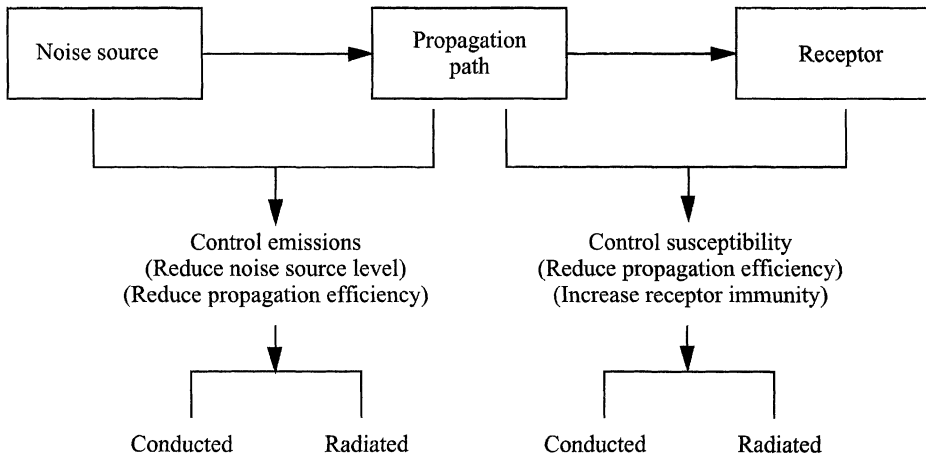 Noise source
Propagation
path
Receptor
Control emissions
(Reduce noise source level)
(Reduce propagation efficiency)
Control susceptibility
(Reduce propagation efficiency)
(Increase receptor immunity)
Conducted
Radiated
Conducted
Radiated